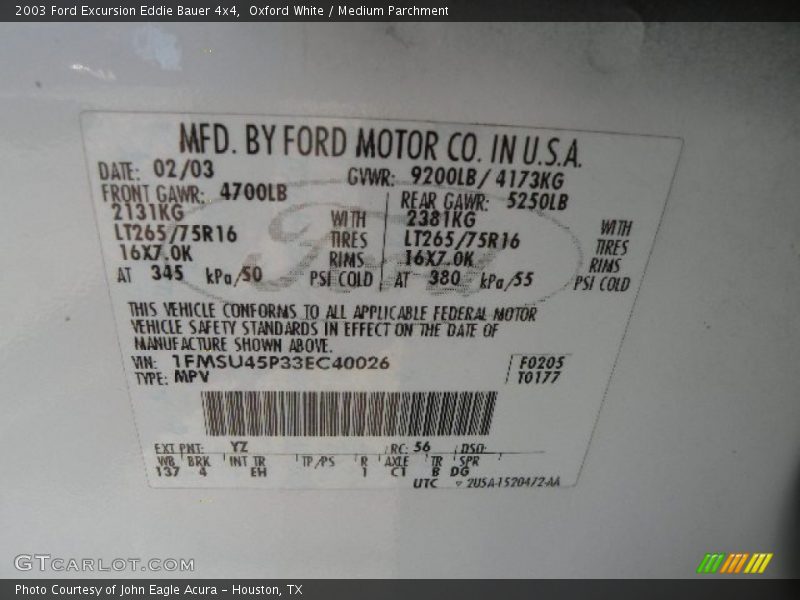 2003 Ford Excursion Eddie Bauer 4x4,  Oxford White / Medium Parchment
MFD. BY FORD MOTOR CO. IN U.S.A.
DATE: 02/03 GVWR: 9200LB/ 4173KG
FRONT GAWR: 4700LB REAR GAWR: 5250LB
2131KG WITH 2381KG WITH
LT265/75R16 TIRES LT265/75R16 TIRES
16X7.0K RIMS 16X7.0K RIMS
AT 345 kPa/50 PSI COLD AT 380 kPa/55 PSI COLD
Ford
THIS VEHICLE CONFORMS TO ALL APPLICABLE FEDERAL MOTOR
VEHICLE SAFETY STANDARDS IN EFFECT ON THE DATE OF
MANUFACTURE SHOWN ABOVE.
VIN: 1FMSU45P33EC40026 F0205
TYPE: MPV T0177
EXT PNT: YZ RC: 56 DSO:
WB BRK INT TR TP/PS R AXLE TR SPR
137 4 EH 1 C1 B DG
UTC ▽ 2U5A-1520472-AA
GTCARLOT.COM
Photo Courtesy of John Eagle Acura – Houston, TX